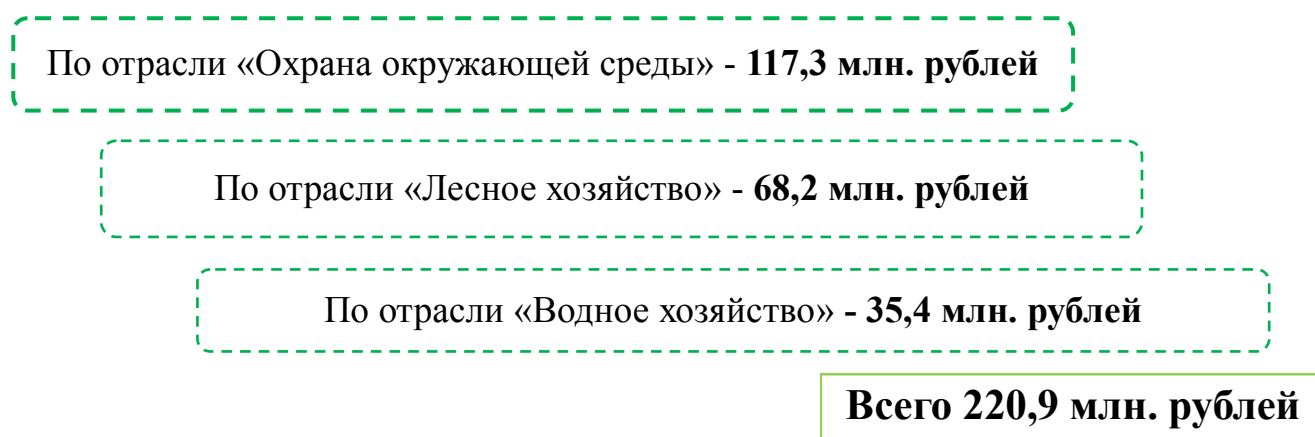 По отрасли «Охрана окружающей среды» - 117,3 млн. рублей
По отрасли «Лесное хозяйство» - 68,2 млн. рублей
По отрасли «Водное хозяйство» - 35,4 млн. рублей
Всего 220,9 млн. рублей